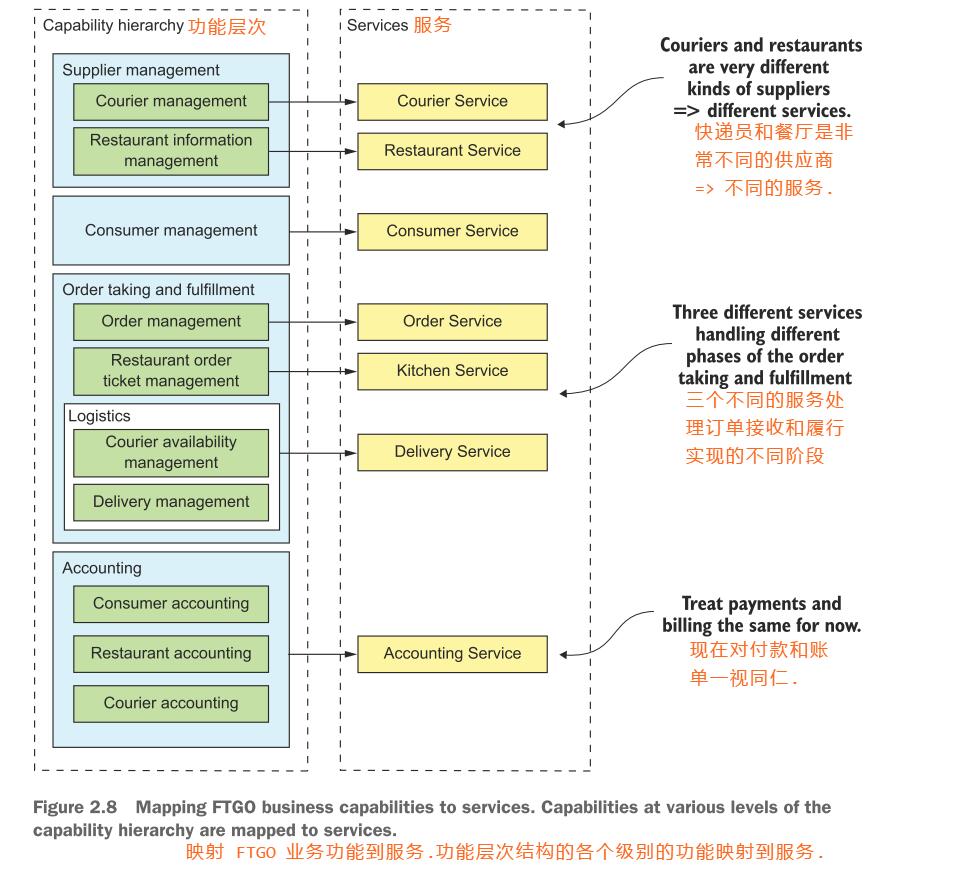 Capability hierarchy 功能层次
Supplier management
Courier management
Restaurant information
management
Consumer management
Order taking and fulfillment
Order management
Restaurant order
ticket management
Logistics
Courier availability
management
Delivery management
Accounting
Consumer accounting
Restaurant accounting
Courier accounting
Services 服务
Courier Service
Restaurant Service
Consumer Service
Order Service
Kitchen Service
Delivery Service
Accounting Service
Couriers and restaurants
are very different
kinds of suppliers
=> different services.
快递员和餐厅是非
常不同的供应商
=> 不同的服务.
Three different services
handling different
phases of the order
taking and fulfillment
三个不同的服务处
理订单接收和履行
实现的不同阶段
Treat payments and
billing the same for now.
现在对付款和账
单一视同仁.
Figure 2.8 Mapping FTGO business capabilities to services. Capabilities at various levels of the
capability hierarchy are mapped to services.
映射 FTGO 业务功能到服务.功能层次结构的各个级别的功能映射到服务.